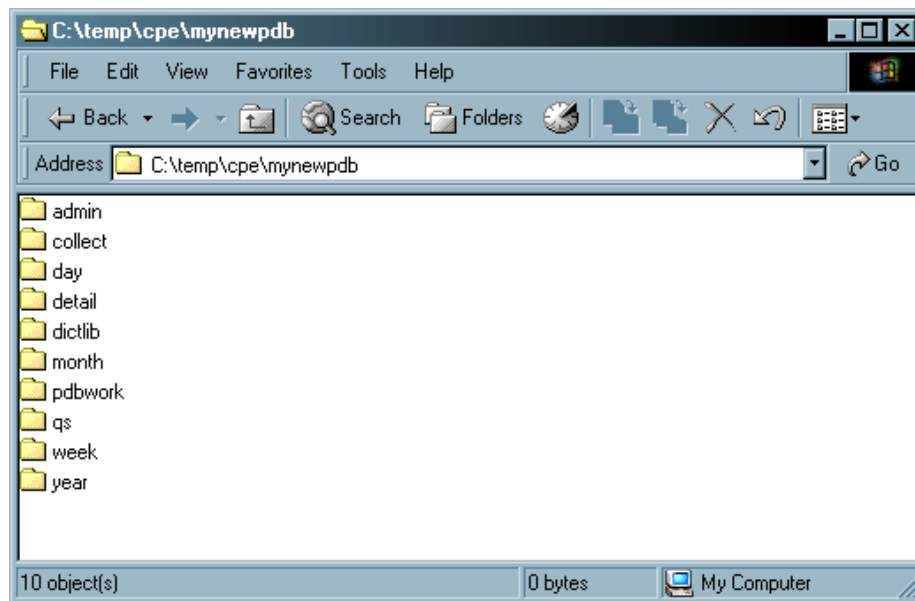 C:\temp\cpe\mynewpdb
File Edit View Favorites Tools Help
Back Search Folders
Address C:\temp\cpe\mynewpdb Go
admin
collect
day
detail
dictlib
month
pdbwork
qs
week
year
10 object(s) 0 bytes My Computer